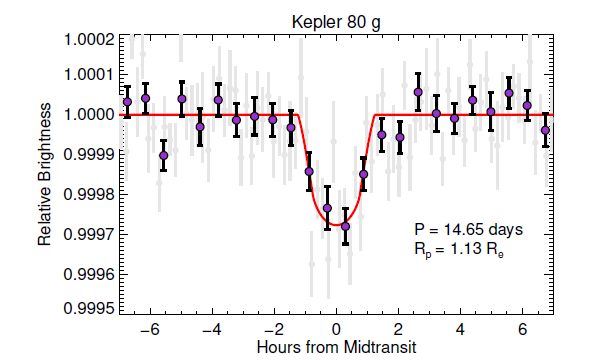 Kepler 80 g
1.0002
1.0001
1.0000
0.9999
0.9998
0.9997
0.9996
0.9995
Relative Brightness
P = 14.65 days
Rp = 1.13 Re
−6 −4 −2 0 2 4 6
Hours from Midtransit